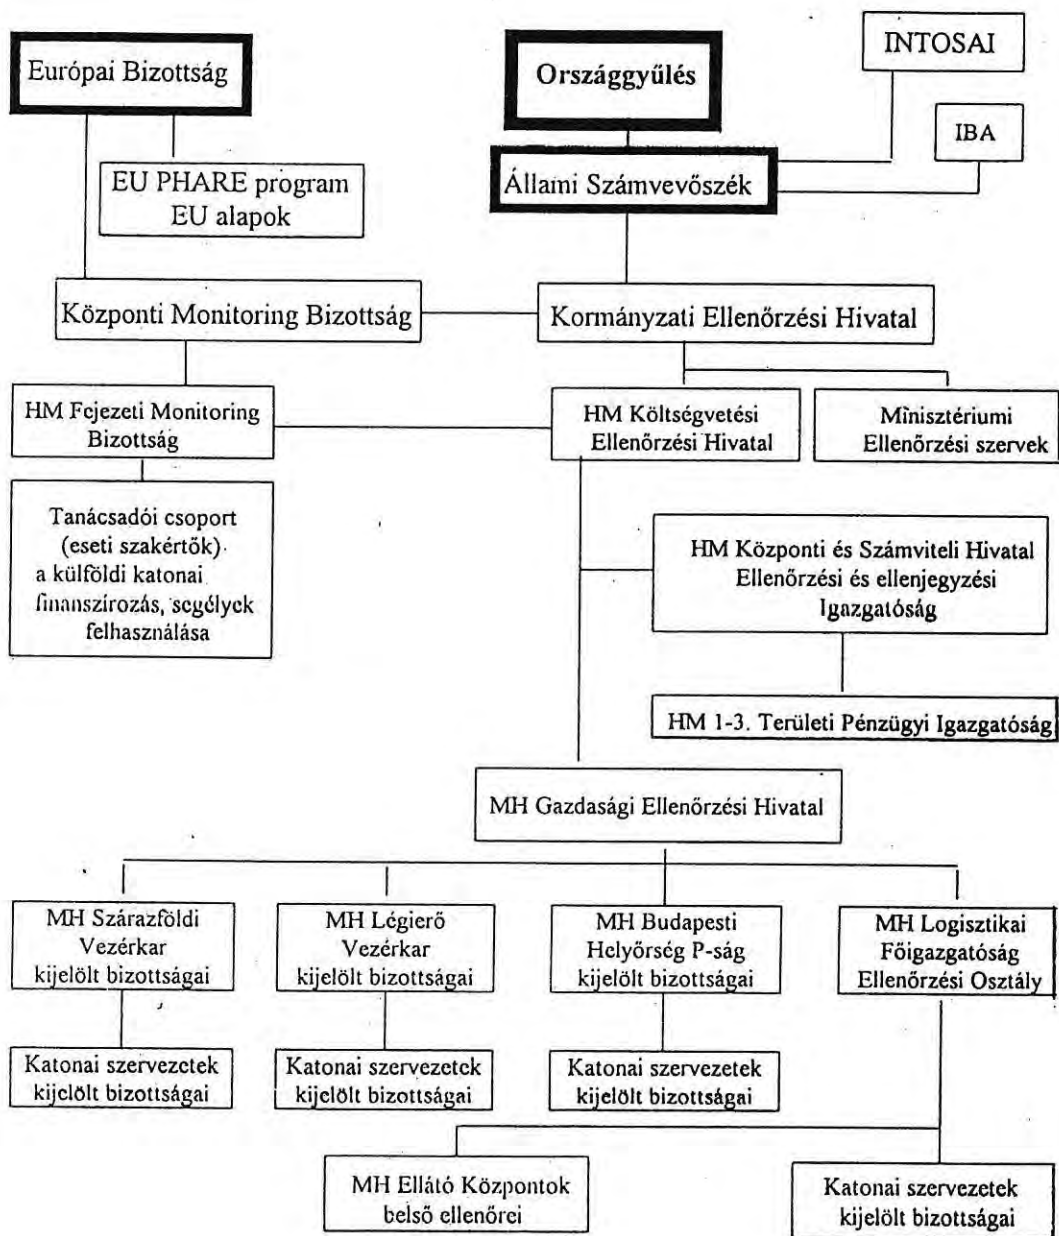 Európai Bizottság
Országgyűlés
INTOSAI
IBA
EU PHARE program
EU alapok
Állami Számvevőszék
Központi Monitoring Bizottság
Kormányzati Ellenőrzési Hivatal
HM Fejezeti Monitoring
Bizottság
HM Költségvetési
Ellenőrzési Hivatal
Minisztériumi
Ellenőrzési szervek
Tanácsadói csoport
(eseti szakértők)
a külföldi katonai
finanszírozás, segélyek
felhasználása
HM Központi és Számviteli Hivatal
Ellenőrzési és ellenjegyzési
Igazgatóság
HM 1-3. Területi Pénzügyi Igazgatóság
MH Gazdasági Ellenőrzési Hivatal
MH Szárazföldi
Vezérkar
kijelölt bizottságai
MH Légierő
Vezérkar
kijelölt bizottságai
MH Budapesti
Helyőrség P-ság
kijelölt bizottságai
MH Logisztikai
Főigazgatóság
Ellenőrzési Osztály
Katonai szervezetek
kijelölt bizottságai
Katonai szervezetek
kijelölt bizottságai
Katonai szervezetek
kijelölt bizottságai
MH Ellátó Központok
belső ellenőrei
Katonai szervezetek
kijelölt bizottságai